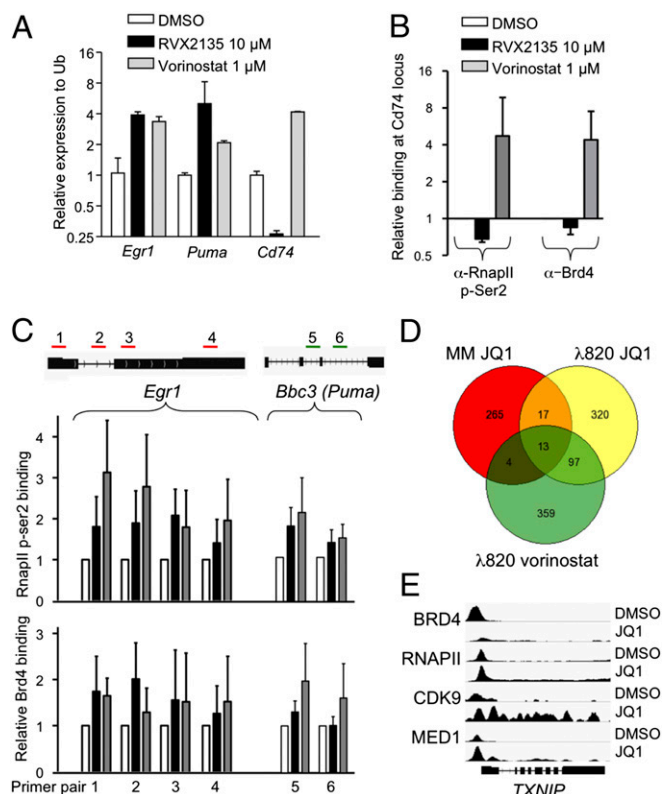 A
DMSO
RVX2135 10 µM
Vorinostat 1 µM
Relative expression to Ub
16
8
4
2
1
0.5
0.25
Egr1 Puma Cd74
B
DMSO
RVX2135 10 µM
Vorinostat 1 µM
Relative binding at Cd74 locus
16
8
4
2
1
0.5
α-RnapII
p-Ser2
α-Brd4
C
1 2 3 4 5 6
Egr1
Bbc3 (Puma)
RnapII p-ser2 binding
4
3
2
1
0
Relative Brd4 binding
4
3
2
1
0
Primer pair 1 2 3 4 5 6
D
MM JQ1
λ820 JQ1
265 17 320
13
4 97
359
λ820 vorinostat
E
BRD4 DMSO
JQ1
RNAPII DMSO
JQ1
CDK9 DMSO
JQ1
MED1 DMSO
JQ1
TXNIP